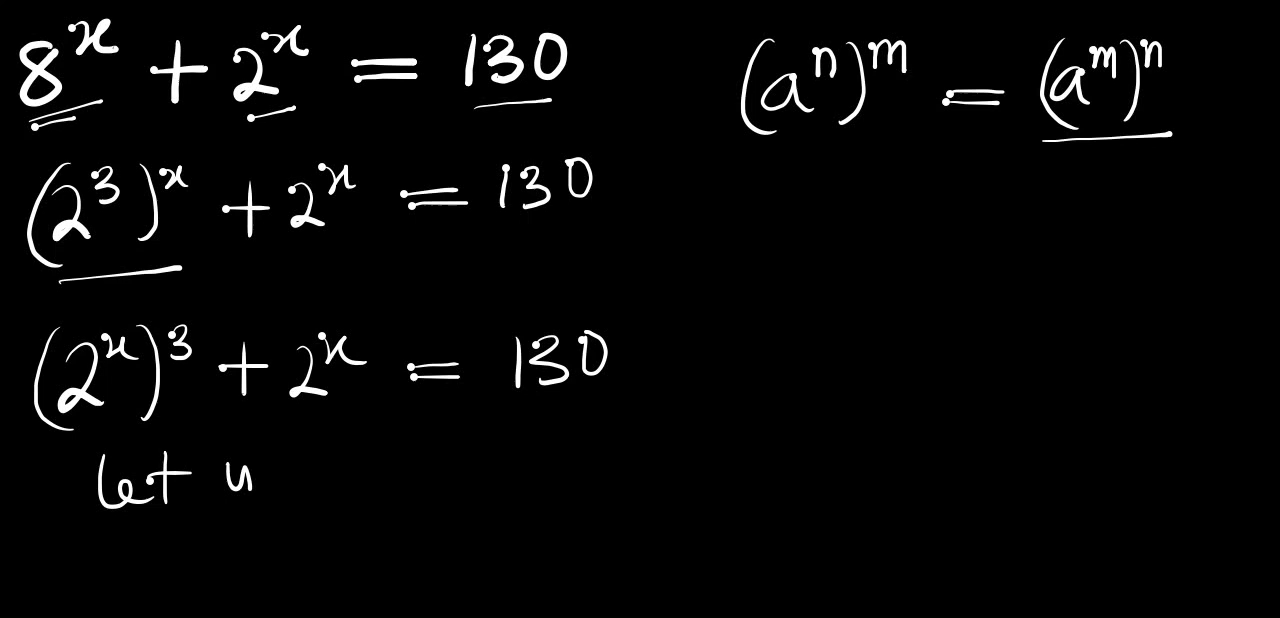 8^x + 2^x = 130
(a^n)^m = (a^m)^n
(2^3)^x + 2^x = 130
(2^x)^3 + 2^x = 130
let u